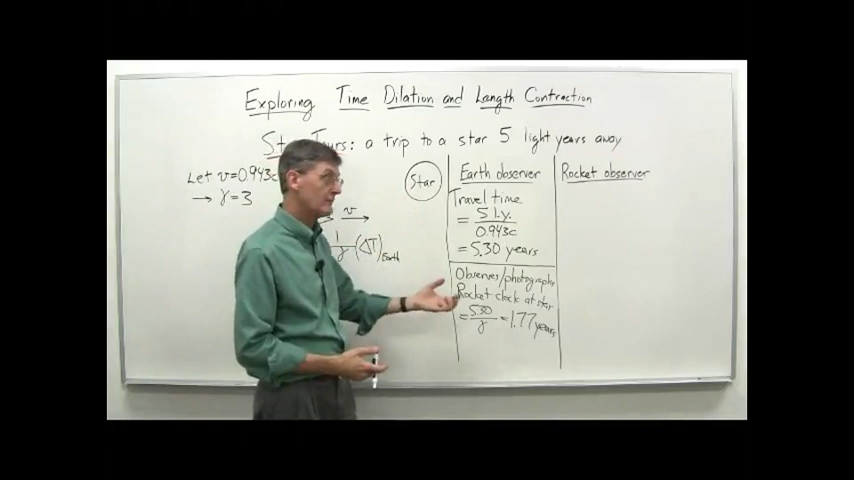 Exploring Time Dilation and Length Contraction
Star Tours: a trip to a star 5 light years away
Let v=0.943c
→ γ=3
v
1/γ (ΔT)Earth
Star
Earth observer
Travel time
= 5 l.y. / 0.943c
= 5.30 years
Observes/photographs
Rocket clock at star
= 5.30/γ = 1.77 years
Rocket observer